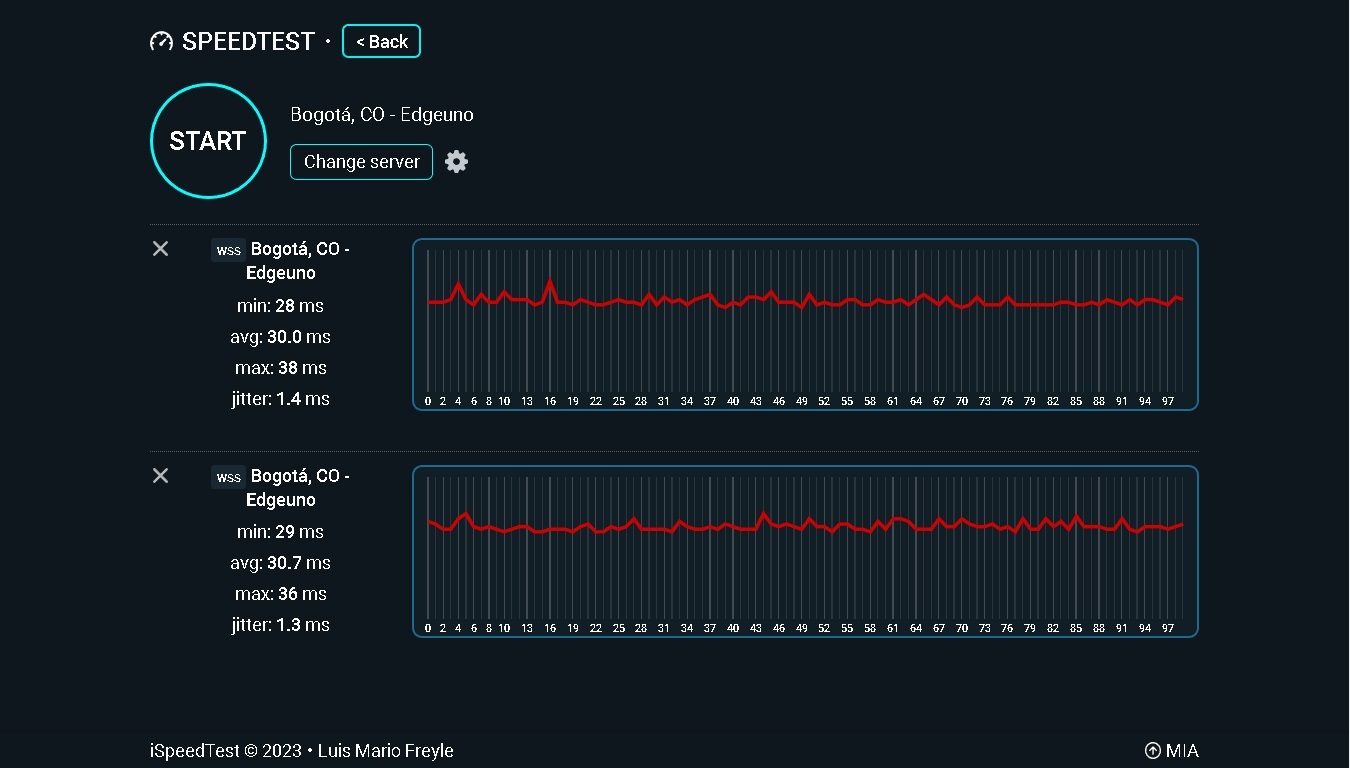 SPEEDTEST · < Back
START
Bogotá, CO - Edgeuno
Change server
wss Bogotá, CO -
Edgeuno
min: 28 ms
avg: 30.0 ms
max: 38 ms
jitter: 1.4 ms
0 2 4 6 8 10 13 16 19 22 25 28 31 34 37 40 43 46 49 52 55 58 61 64 67 70 73 76 79 82 85 88 91 94 97
wss Bogotá, CO -
Edgeuno
min: 29 ms
avg: 30.7 ms
max: 36 ms
jitter: 1.3 ms
0 2 4 6 8 10 13 16 19 22 25 28 31 34 37 40 43 46 49 52 55 58 61 64 67 70 73 76 79 82 85 88 91 94 97
iSpeedTest © 2023 • Luis Mario Freyle
MIA